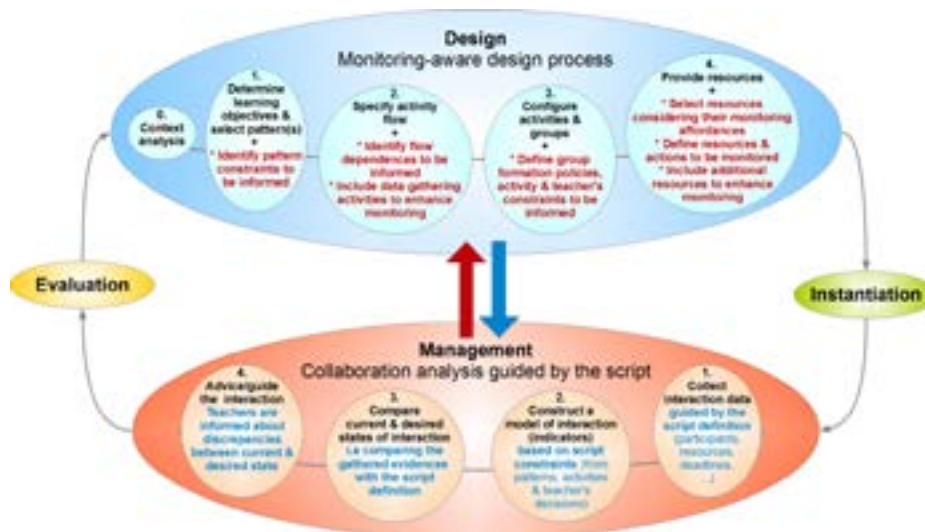 Design
Monitoring-aware design process
0.
Context
analysis
1.
Determine
learning
objectives &
select pattern(s)
+
* Identify pattern
constraints to
be informed
2.
Specify activity
flow
+
* Identify flow
dependences to be
informed
* Include data gathering
activities to enhance
monitoring
3.
Configure
activities &
groups
+
* Define group
formation policies,
activity & teacher's
constraints to be
informed
4.
Provide resources
+
* Select resources
considering their monitoring
affordances
* Define resources &
actions to be monitored
* Include additional
resources to enhance
monitoring
Evaluation
Instantiation
Management
Collaboration analysis guided by the script
4.
Advice/guide
the interaction
Teachers are
informed about
discrepancies
between current &
desired state
3.
Compare
current & desired
states of interaction
i.e comparing the
gathered evidences
with the script
definition
2.
Construct a
model of interaction
(indicators)
based on script
constraints (from
patterns, activities
& teacher's
decisions)
1.
Collect
interaction data
guided by the
script definition
(participants,
resources,
deadlines,
...)